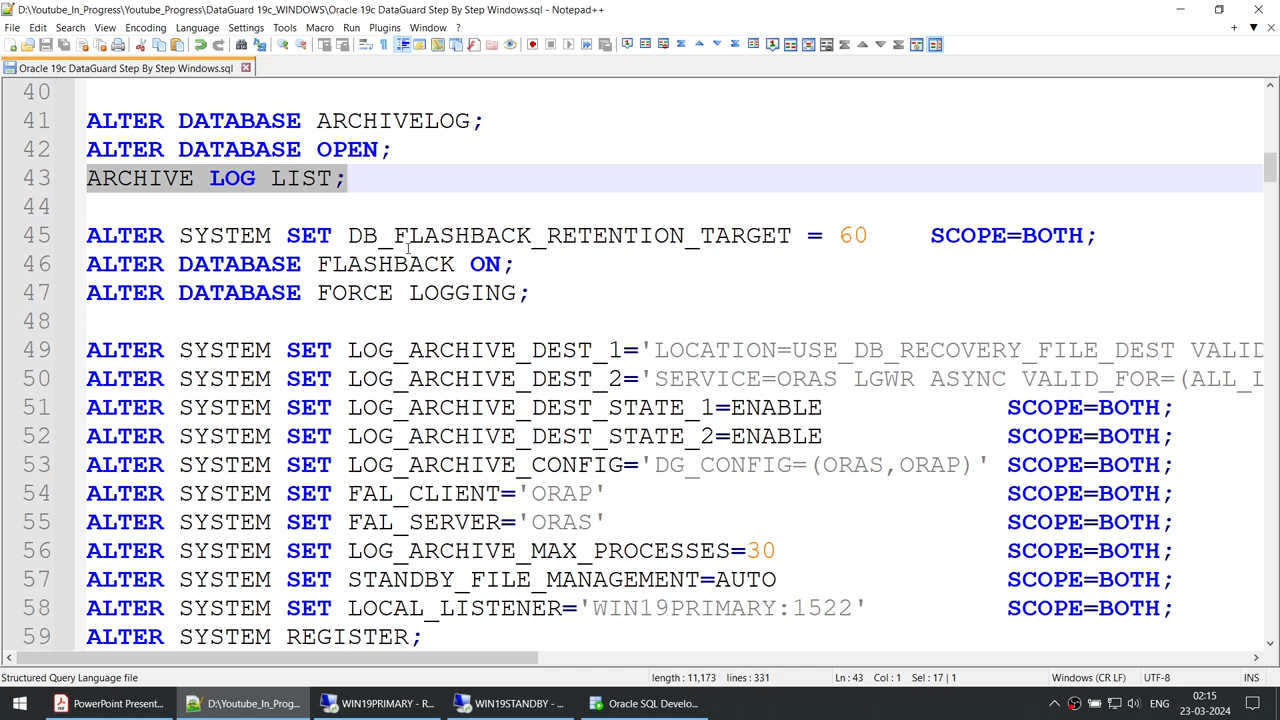 D:\Youtube_In_Progress\Youtube_Progress\DataGuard 19c_WINDOWS\Oracle 19c DataGuard Step By Step Windows.sql - Notepad++
File Edit Search View Encoding Language Settings Tools Macro Run Plugins Window ?
Oracle 19c DataGuard Step By Step Windows.sql
40
41 ALTER DATABASE ARCHIVELOG;
42 ALTER DATABASE OPEN;
43 ARCHIVE LOG LIST;
44
45 ALTER SYSTEM SET DB_FLASHBACK_RETENTION_TARGET = 60 SCOPE=BOTH;
46 ALTER DATABASE FLASHBACK ON;
47 ALTER DATABASE FORCE LOGGING;
48
49 ALTER SYSTEM SET LOG_ARCHIVE_DEST_1='LOCATION=USE_DB_RECOVERY_FILE_DEST VALID
50 ALTER SYSTEM SET LOG_ARCHIVE_DEST_2='SERVICE=ORAS LGWR ASYNC VALID_FOR=(ALL_L
51 ALTER SYSTEM SET LOG_ARCHIVE_DEST_STATE_1=ENABLE SCOPE=BOTH;
52 ALTER SYSTEM SET LOG_ARCHIVE_DEST_STATE_2=ENABLE SCOPE=BOTH;
53 ALTER SYSTEM SET LOG_ARCHIVE_CONFIG='DG_CONFIG=(ORAS,ORAP)' SCOPE=BOTH;
54 ALTER SYSTEM SET FAL_CLIENT='ORAP' SCOPE=BOTH;
55 ALTER SYSTEM SET FAL_SERVER='ORAS' SCOPE=BOTH;
56 ALTER SYSTEM SET LOG_ARCHIVE_MAX_PROCESSES=30 SCOPE=BOTH;
57 ALTER SYSTEM SET STANDBY_FILE_MANAGEMENT=AUTO SCOPE=BOTH;
58 ALTER SYSTEM SET LOCAL_LISTENER='WIN19PRIMARY:1522' SCOPE=BOTH;
59 ALTER SYSTEM REGISTER;
Structured Query Language file length : 11,173 lines : 331 Ln : 43 Col : 1 Sel : 17 | 1 Windows (CR LF) UTF-8 INS
PowerPoint Present... D:\Youtube_In_Prog... WIN19PRIMARY - R... WIN19STANDBY - ... Oracle SQL Develo... ENG 02:15
23-03-2024